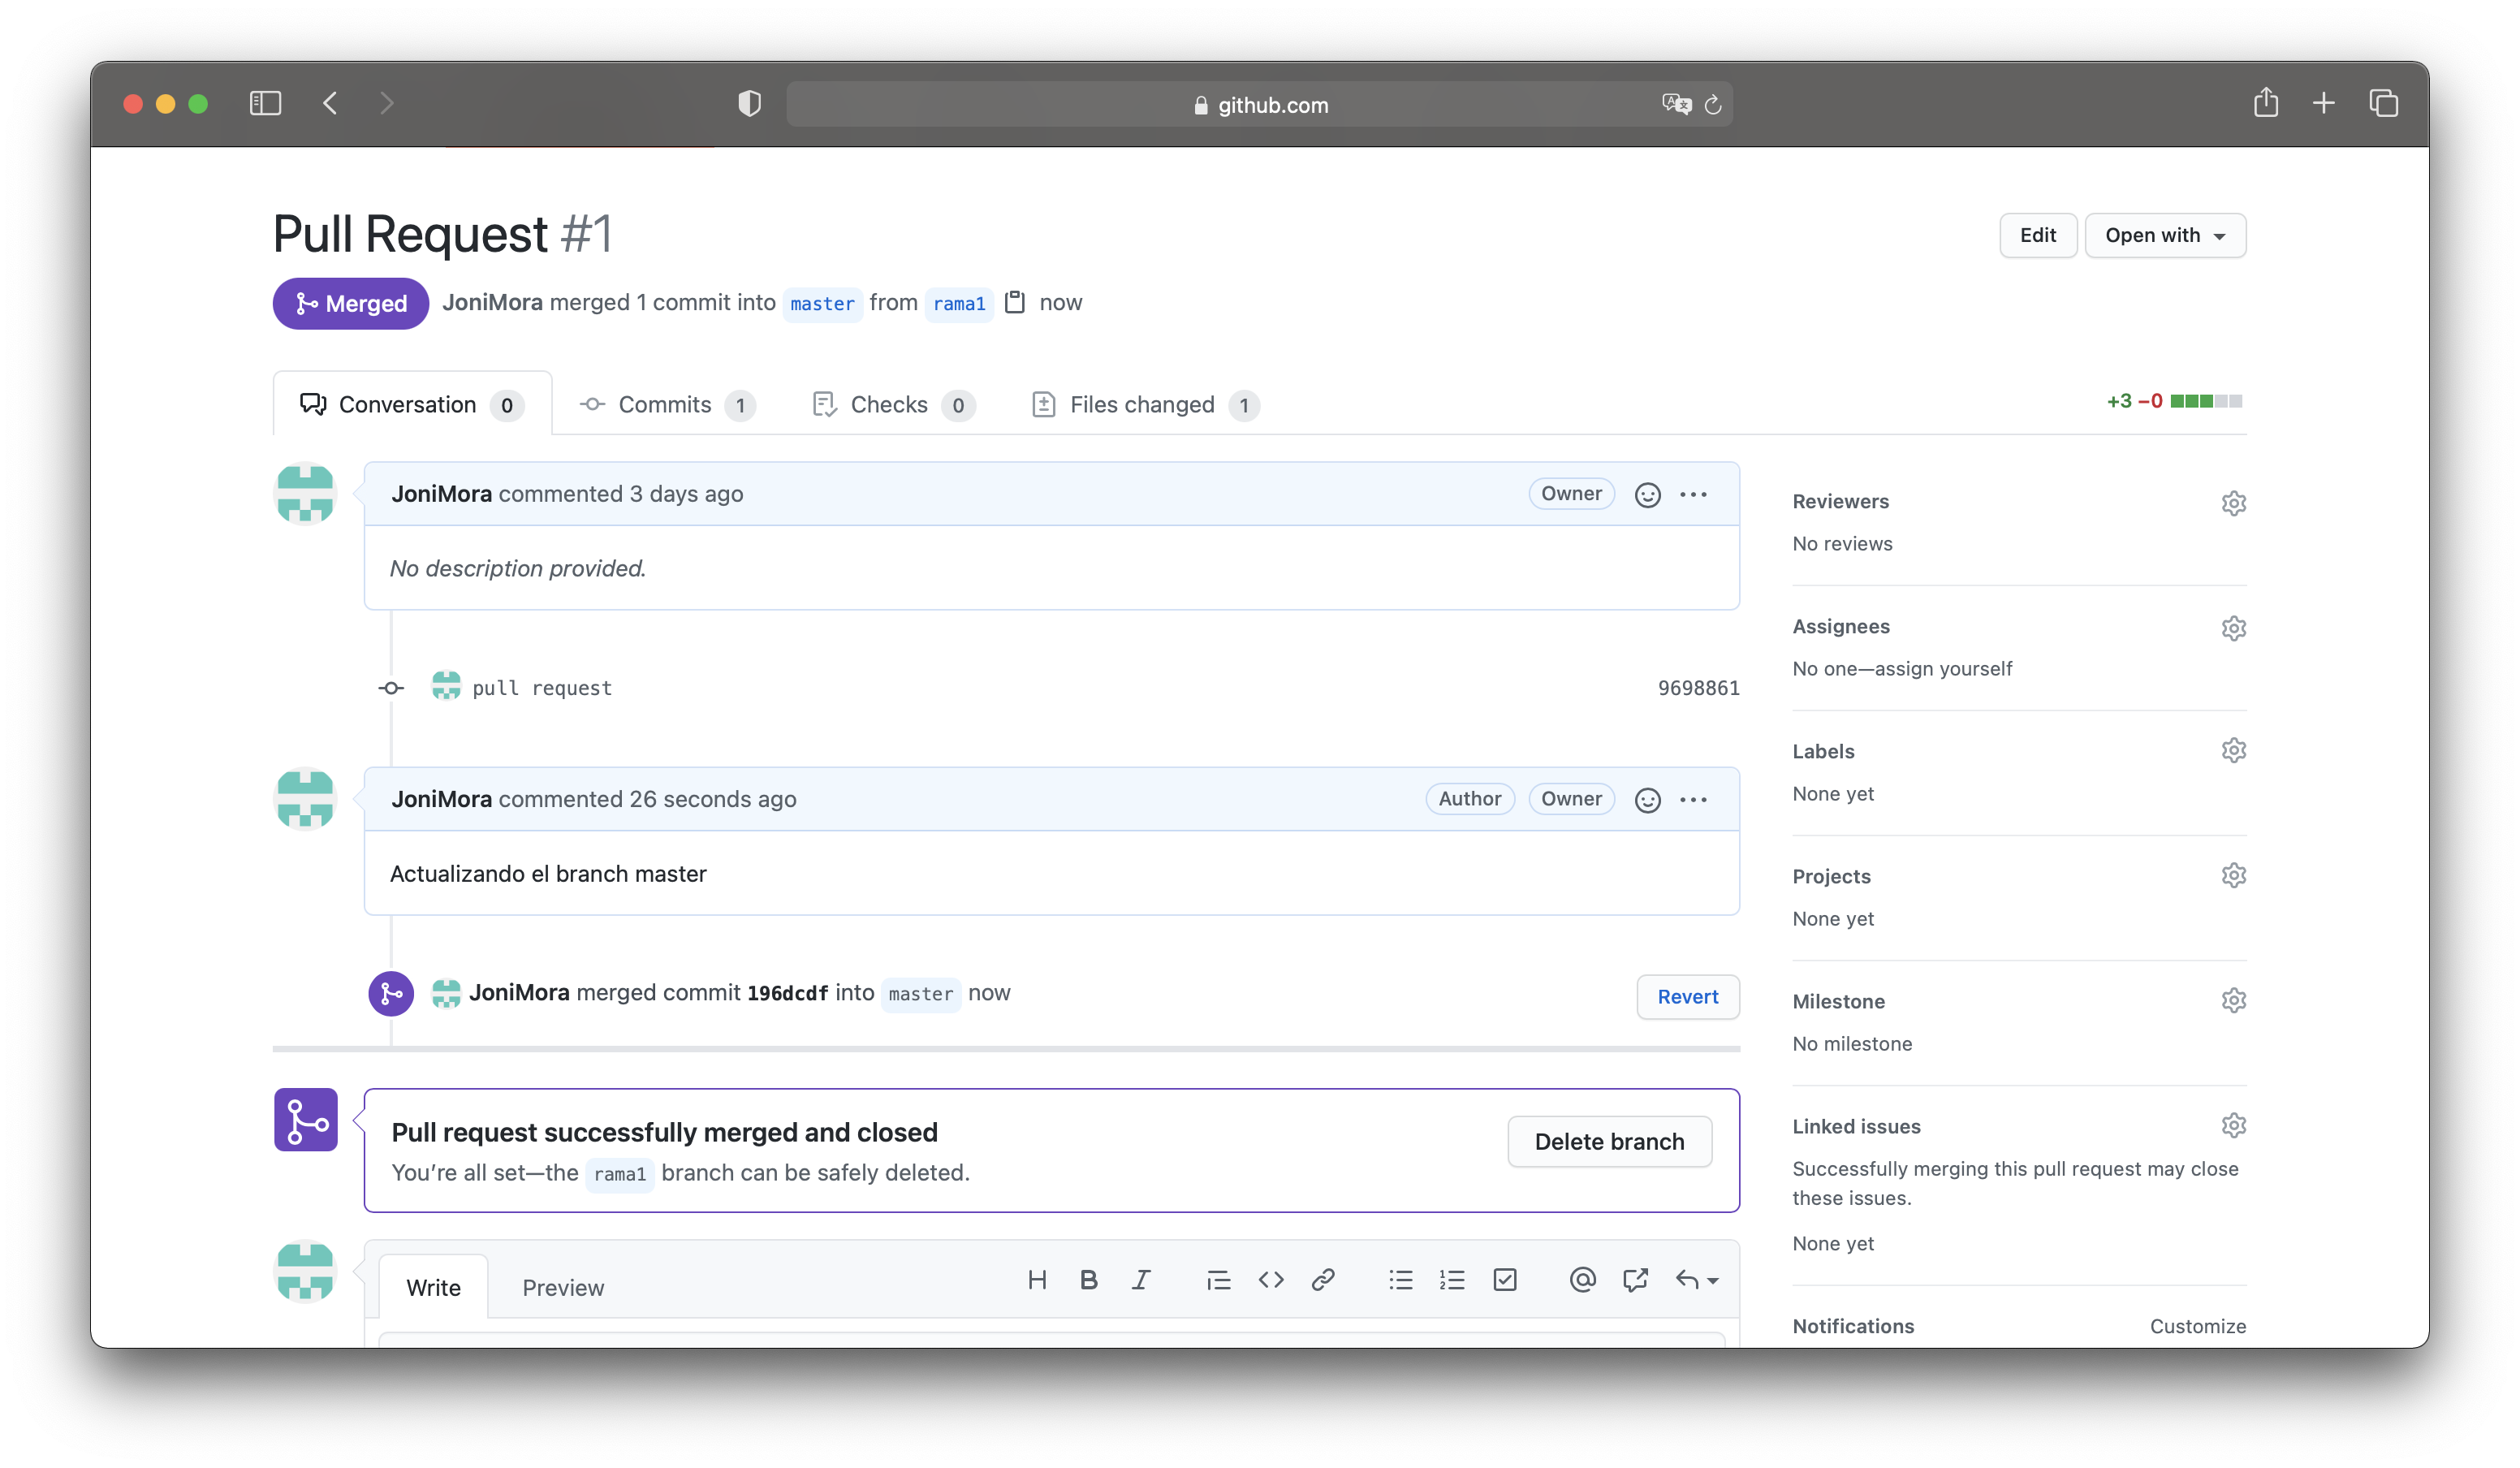 github.com
Pull Request #1
Edit
Open with
Merged
JoniMora merged 1 commit into master from rama1 now
Conversation 0
Commits 1
Checks 0
Files changed 1
+3 −0
JoniMora commented 3 days ago
Owner
No description provided.
pull request
9698861
JoniMora commented 26 seconds ago
Author
Owner
Actualizando el branch master
JoniMora merged commit 196dcdf into master now
Revert
Pull request successfully merged and closed
You’re all set—the rama1 branch can be safely deleted.
Delete branch
Write
Preview
Reviewers
No reviews
Assignees
No one—assign yourself
Labels
None yet
Projects
None yet
Milestone
No milestone
Linked issues
Successfully merging this pull request may close
these issues.
None yet
Notifications
Customize